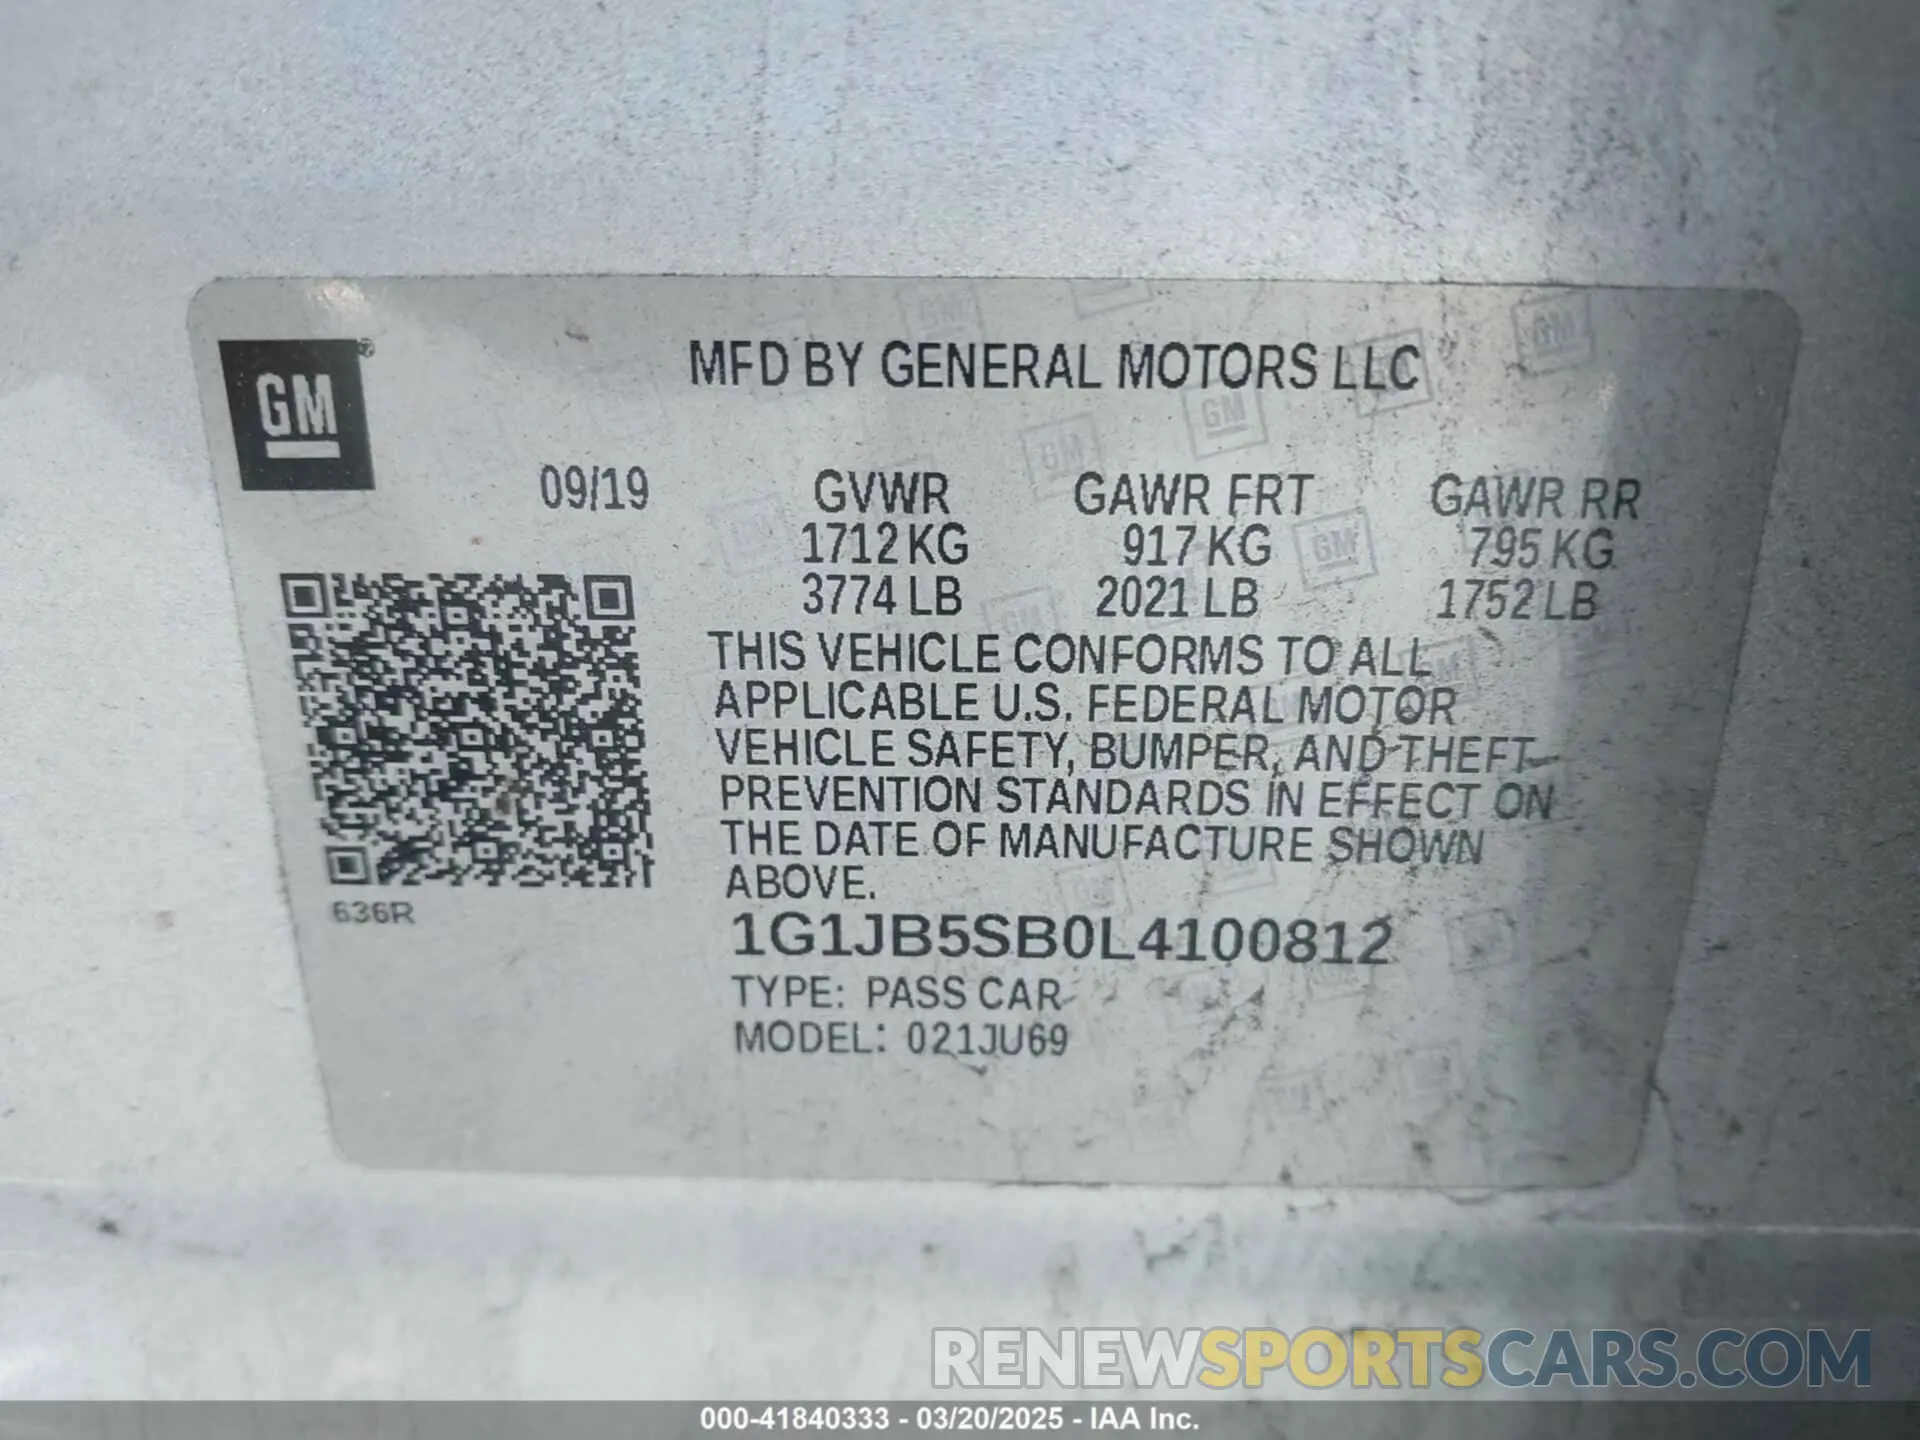 GM®
MFD BY GENERAL MOTORS LLC
09/19 GVWR GAWR FRT GAWR RR
1712 KG 917 KG 795 KG
3774 LB 2021 LB 1752 LB
THIS VEHICLE CONFORMS TO ALL
APPLICABLE U.S. FEDERAL MOTOR
VEHICLE SAFETY, BUMPER, AND THEFT
PREVENTION STANDARDS IN EFFECT ON
THE DATE OF MANUFACTURE SHOWN
ABOVE.
636R
1G1JB5SB0L4100812
TYPE: PASS CAR
MODEL: 021JU69
RENEWSPORTSCARS.COM
000-41840333 - 03/20/2025 - IAA Inc.